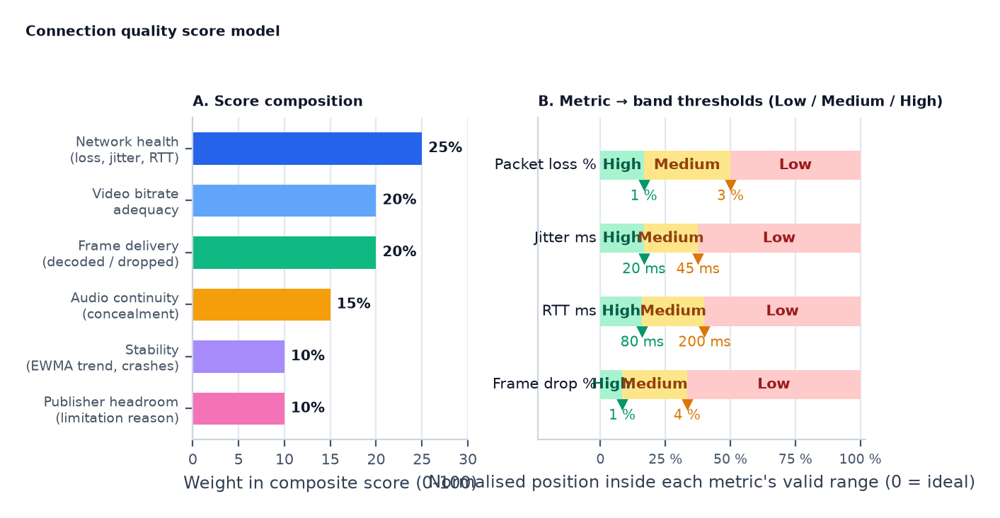 Connection quality score model
A. Score composition
Network health
(loss, jitter, RTT)
25%
Video bitrate
adequacy
20%
Frame delivery
(decoded / dropped)
20%
Audio continuity
(concealment)
15%
Stability
(EWMA trend, crashes)
10%
Publisher headroom
(limitation reason)
10%
0 5 10 15 20 25 30
Weight in composite score (0-100)
B. Metric → band thresholds (Low / Medium / High)
Packet loss % High Medium Low
1 % 3 %
Jitter ms High Medium Low
20 ms 45 ms
RTT ms High Medium Low
80 ms 200 ms
Frame drop % High Medium Low
1 % 4 %
0 25 % 50 % 75 % 100 %
Normalised position inside each metric's valid range (0 = ideal)